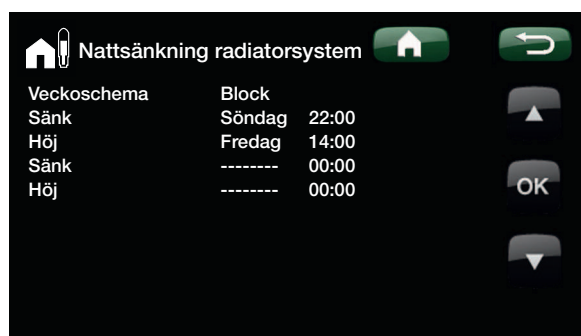 Nattsänkning radiatorsystem
Veckoschema Block
Sänk Söndag 22:00
Höj Fredag 14:00
Sänk -------- 00:00
Höj -------- 00:00
OK